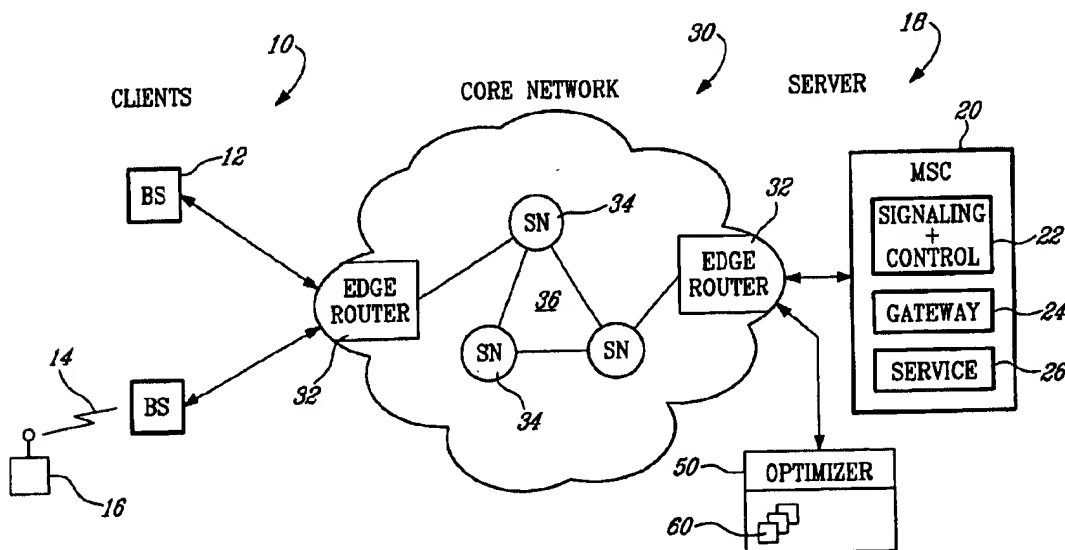 10
30
18
CLIENTS
CORE NETWORK
SERVER
20
12
MSC
BS
34
32
SN
SIGNALING
+
CONTROL
22
EDGE
ROUTER
EDGE
ROUTER
36
GATEWAY
24
SN
SN
SERVICE
26
14
32
34
BS
50
OPTIMIZER
16
60